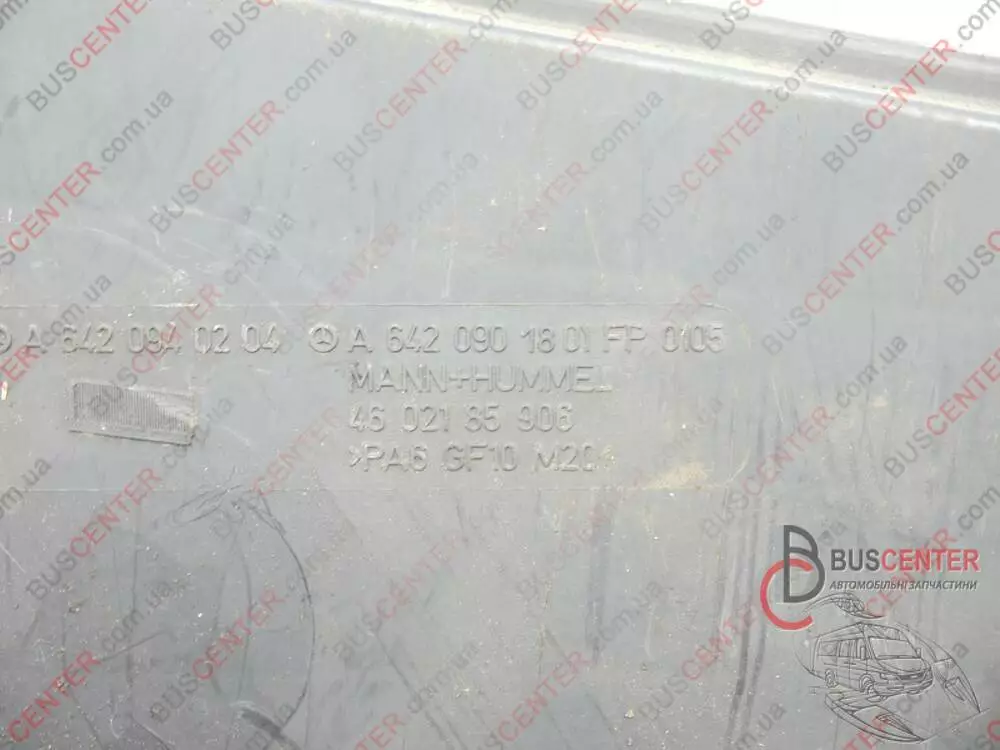 A 642 094 02 04 A 642 090 18 01 FP 0105
MANN+HUMMEL
46 021 85 906
>PA6 GF10 M20
BUSCENTER
АВТОМОБІЛЬНІ ЗАПЧАСТИНИ
BUSCENTER.com.ua